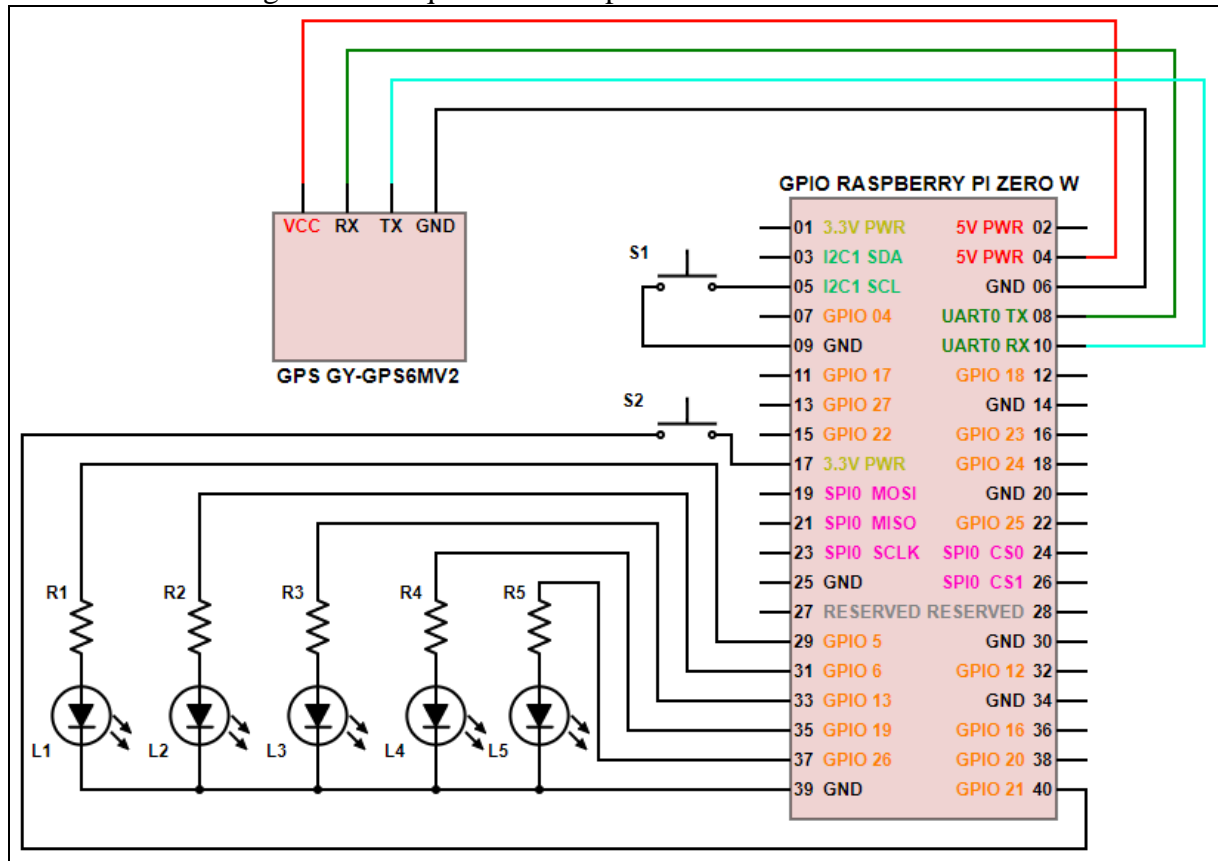 GPIO RASPBERRY PI ZERO W
VCC RX TX GND
GPS GY-GPS6MV2
S1
S2
01 3.3V PWR 5V PWR 02
03 I2C1 SDA 5V PWR 04
05 I2C1 SCL GND 06
07 GPIO 04 UART0 TX 08
09 GND UART0 RX 10
11 GPIO 17 GPIO 18 12
13 GPIO 27 GND 14
15 GPIO 22 GPIO 23 16
17 3.3V PWR GPIO 24 18
19 SPI0 MOSI GND 20
21 SPI0 MISO GPIO 25 22
23 SPI0 SCLK SPI0 CS0 24
25 GND SPI0 CS1 26
27 RESERVED RESERVED 28
29 GPIO 5 GND 30
31 GPIO 6 GPIO 12 32
33 GPIO 13 GND 34
35 GPIO 19 GPIO 16 36
37 GPIO 26 GPIO 20 38
39 GND GPIO 21 40
R1 R2 R3 R4 R5
L1 L2 L3 L4 L5